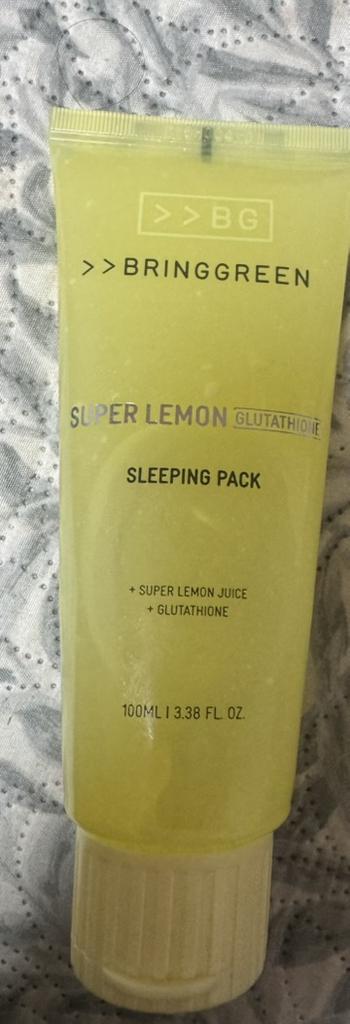 >>BG
>>BRINGGREEN
SUPER LEMON GLUTATHIONE
SLEEPING PACK
+ SUPER LEMON JUICE
+ GLUTATHIONE
100ML I 3.38 FL. OZ.